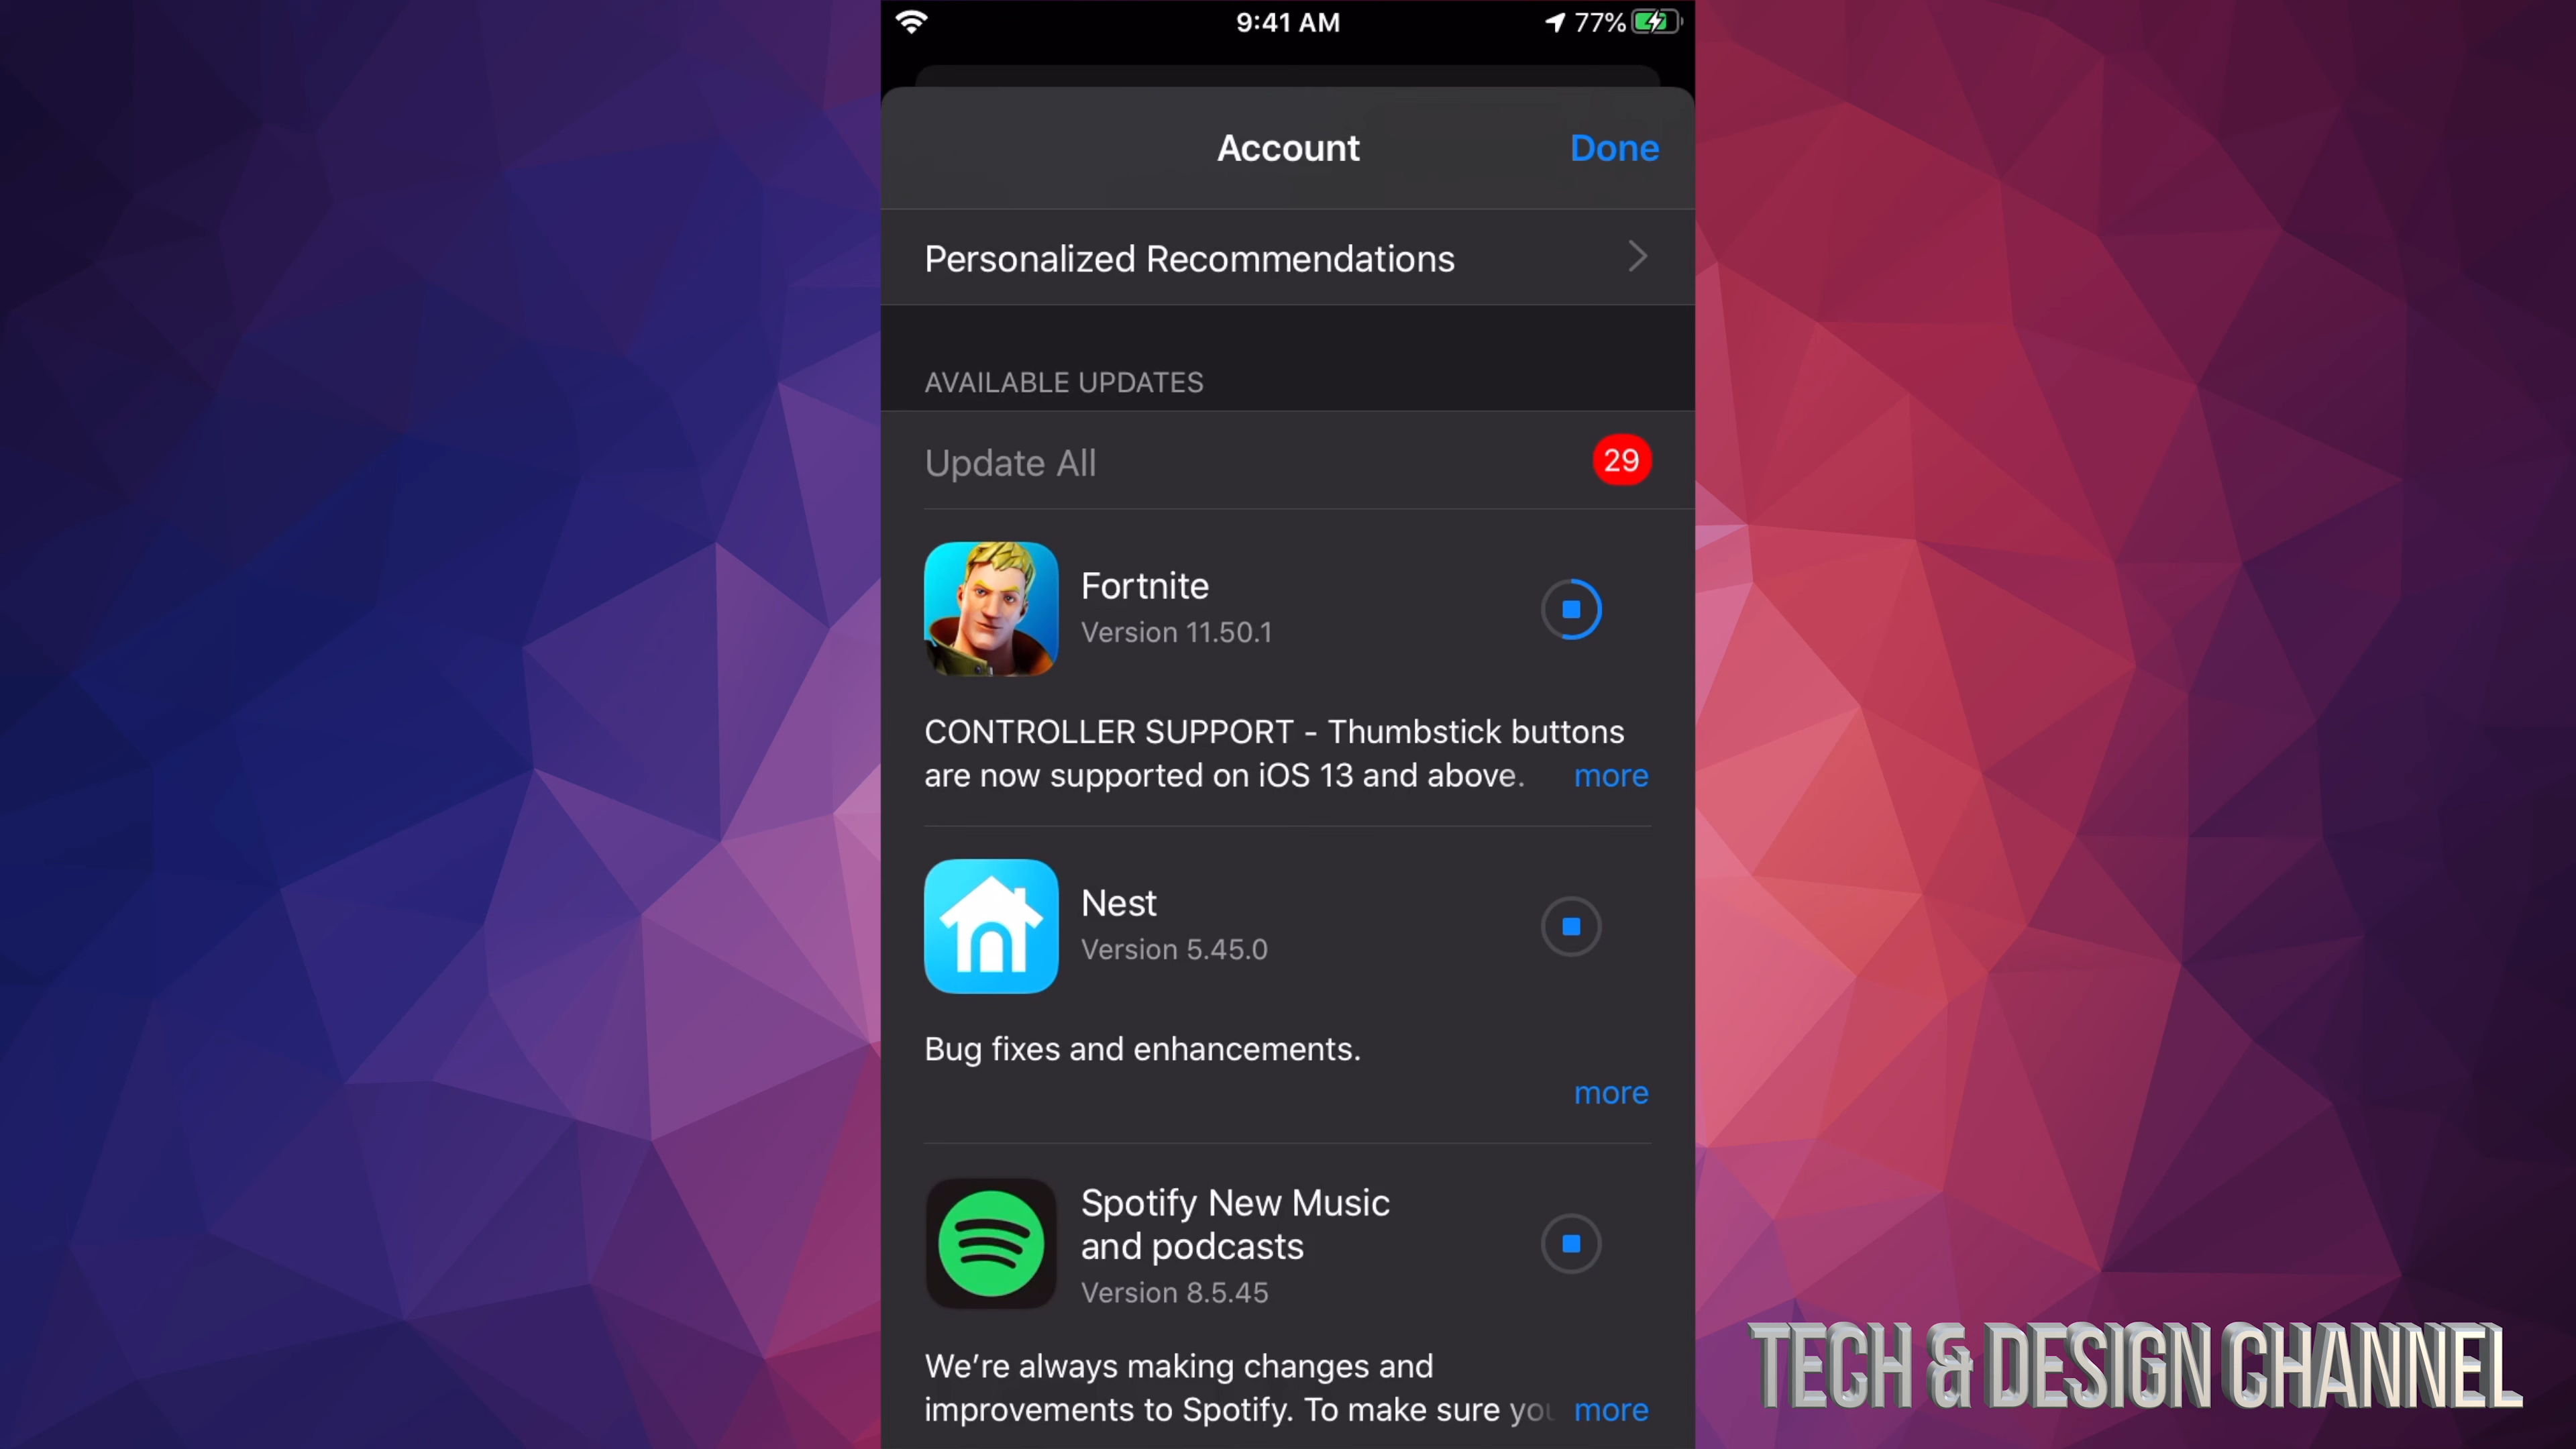 9:41 AM
77%
Account
Done
Personalized Recommendations
AVAILABLE UPDATES
Update All
29
Fortnite
Version 11.50.1
CONTROLLER SUPPORT - Thumbstick buttons
are now supported on iOS 13 and above. more
Nest
Version 5.45.0
Bug fixes and enhancements.
more
Spotify New Music
and podcasts
Version 8.5.45
We’re always making changes and
improvements to Spotify. To make sure you more
TECH & DESIGN CHANNEL